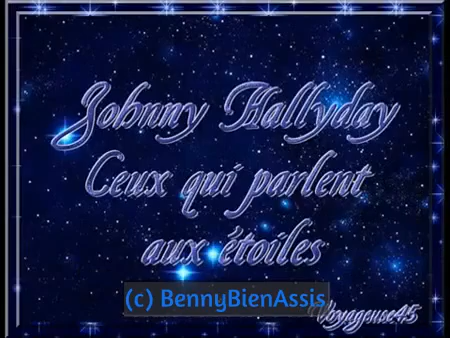 Johnny Hallyday
Ceux qui parlent
aux étoiles
(c) BennyBienAssis
Voyageuse45